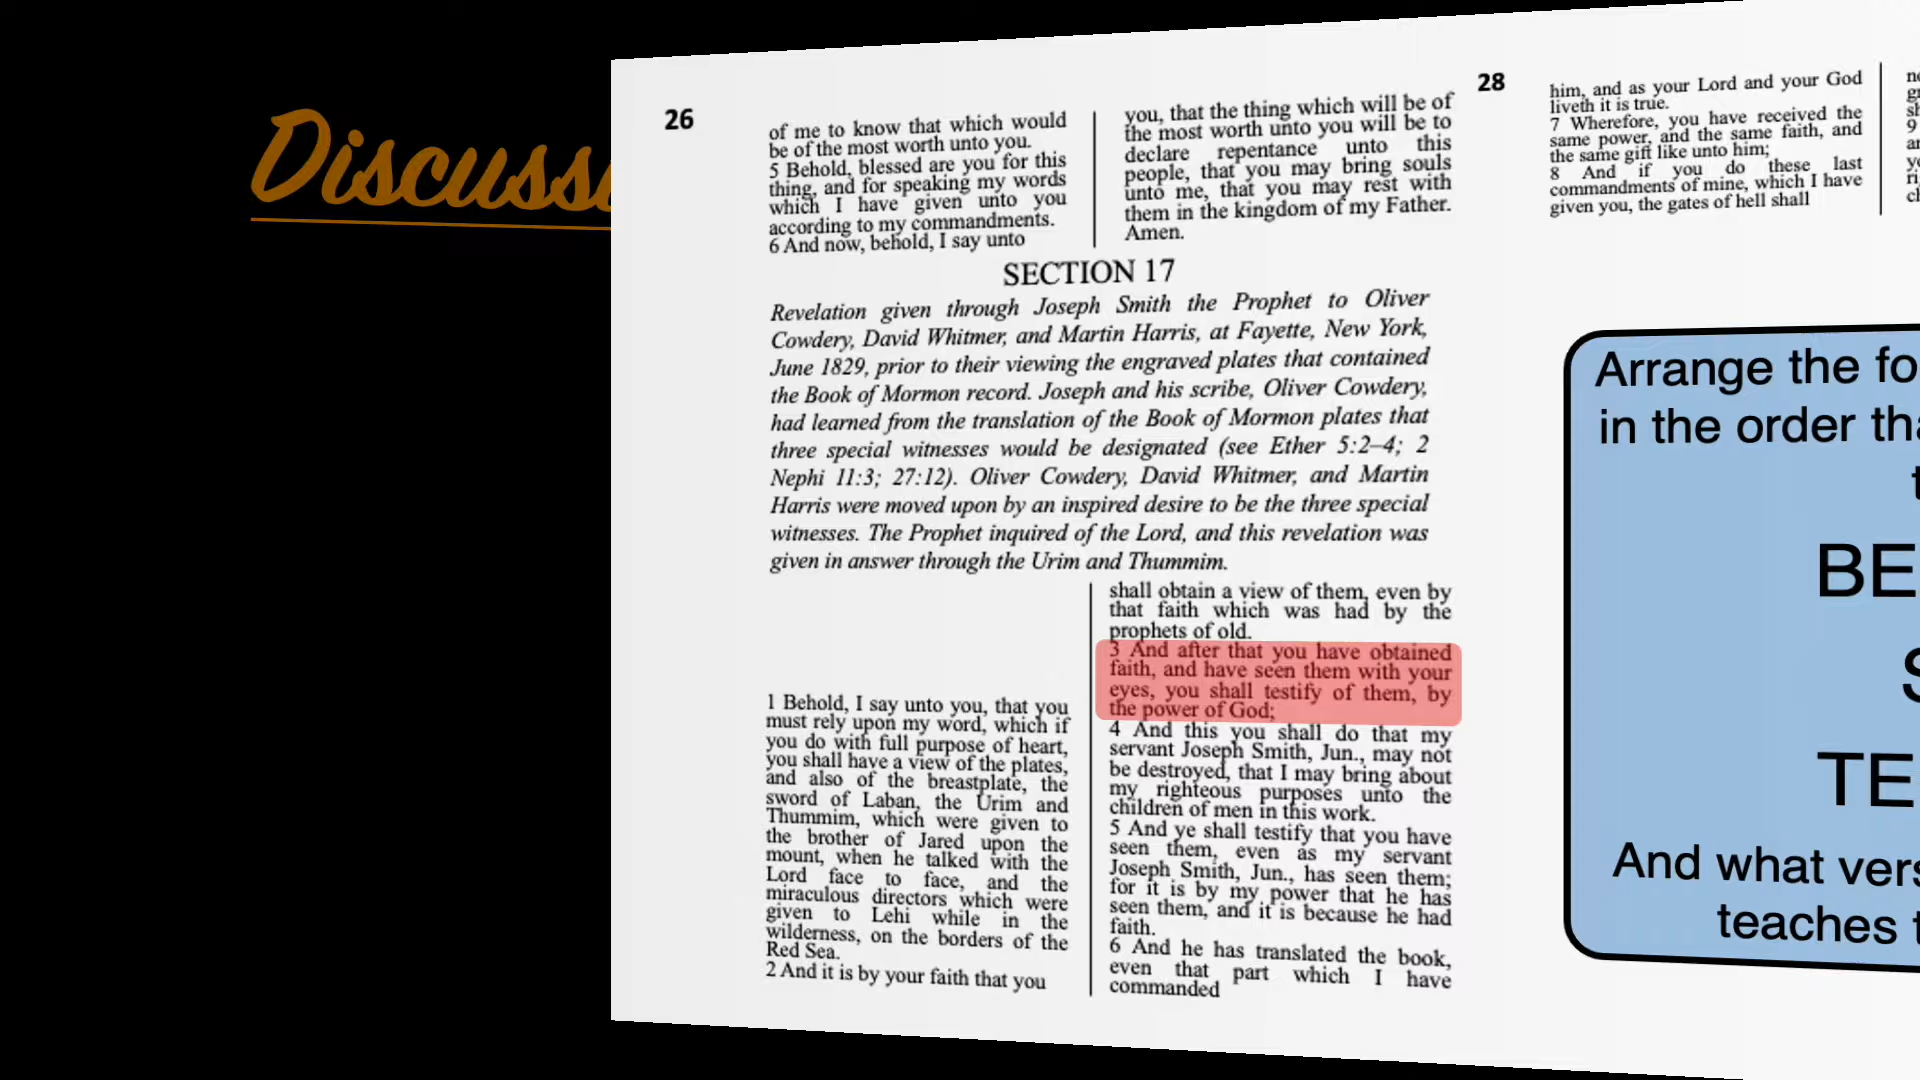 Discussi
26
of me to know that which would
be of the most worth unto you.
5 Behold, blessed are you for this
thing, and for speaking my words
which I have given unto you
according to my commandments.
6 And now, behold, I say unto
you, that the thing which will be of
the most worth unto you will be to
declare repentance unto this
people, that you may bring souls
unto me, that you may rest with
them in the kingdom of my Father.
Amen.
SECTION 17
Revelation given through Joseph Smith the Prophet to Oliver
Cowdery, David Whitmer, and Martin Harris, at Fayette, New York,
June 1829, prior to their viewing the engraved plates that contained
the Book of Mormon record. Joseph and his scribe, Oliver Cowdery,
had learned from the translation of the Book of Mormon plates that
three special witnesses would be designated (see Ether 5:2–4; 2
Nephi 11:3; 27:12). Oliver Cowdery, David Whitmer, and Martin
Harris were moved upon by an inspired desire to be the three special
witnesses. The Prophet inquired of the Lord, and this revelation was
given in answer through the Urim and Thummim.
1 Behold, I say unto you, that you
must rely upon my word, which if
you do with full purpose of heart,
you shall have a view of the plates,
and also of the breastplate, the
sword of Laban, the Urim and
Thummim, which were given to
the brother of Jared upon the
mount, when he talked with the
Lord face to face, and the
miraculous directors which were
given to Lehi while in the
wilderness, on the borders of the
Red Sea.
2 And it is by your faith that you
shall obtain a view of them, even by
that faith which was had by the
prophets of old.
3 And after that you have obtained
faith, and have seen them with your
eyes, you shall testify of them, by
the power of God;
4 And this you shall do that my
servant Joseph Smith, Jun., may not
be destroyed, that I may bring about
my righteous purposes unto the
children of men in this work.
5 And ye shall testify that you have
seen them, even as my servant
Joseph Smith, Jun., has seen them;
for it is by my power that he has
seen them, and it is because he had
faith.
6 And he has translated the book,
even that part which I have
commanded
28
him, and as your Lord and your God
liveth it is true.
7 Wherefore, you have received the
same power, and the same faith, and
the same gift like unto him;
8 And if you do these last
commandments of mine, which I have
given you, the gates of hell shall
9
Arrange the fo
in the order tha
t
BE
S
TE
And what vers
teaches t